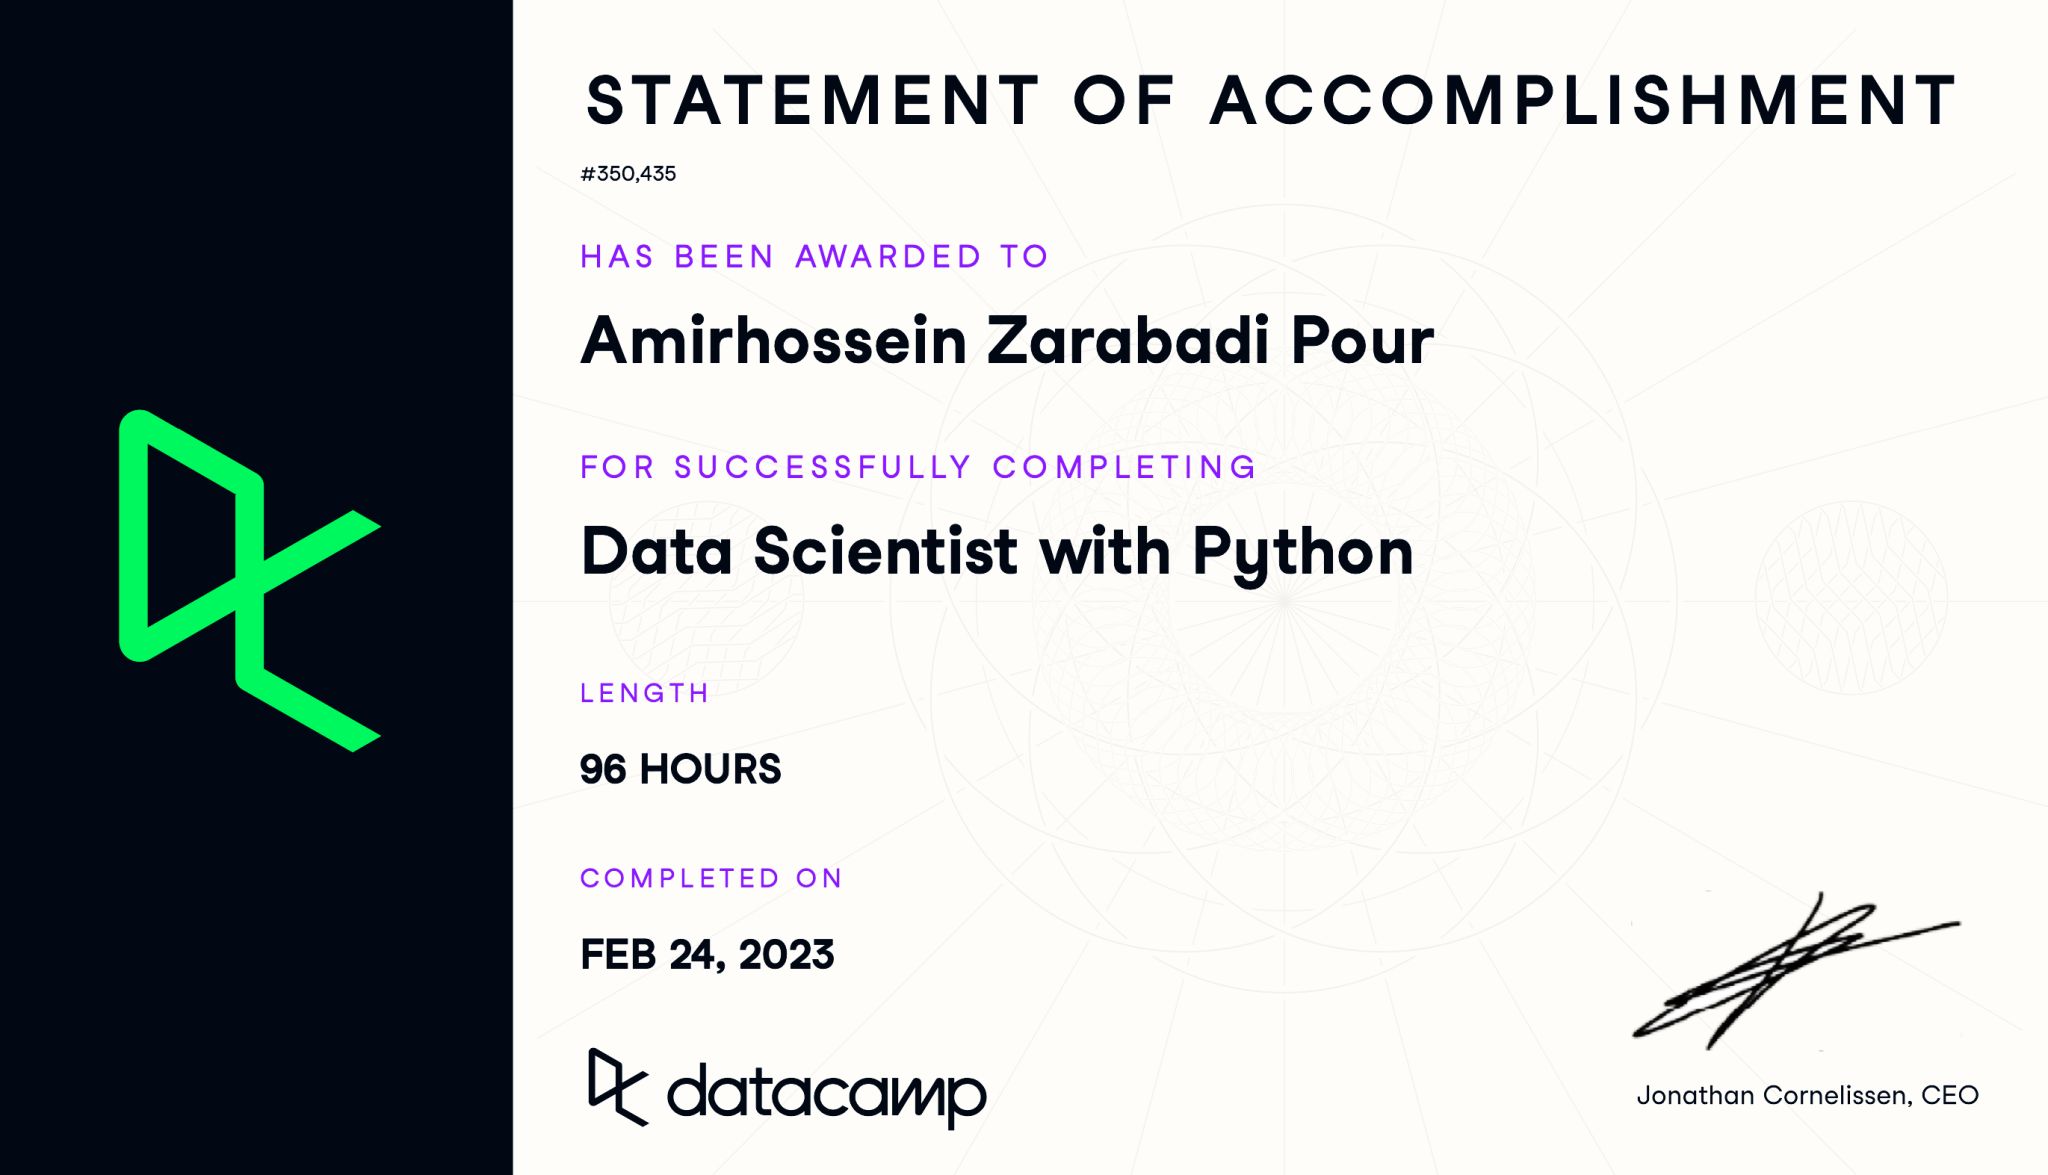 STATEMENT OF ACCOMPLISHMENT
#350,435
HAS BEEN AWARDED TO
Amirhossein Zarabadi Pour
FOR SUCCESSFULLY COMPLETING
Data Scientist with Python
LENGTH
96 HOURS
COMPLETED ON
FEB 24, 2023
datacamp
Jonathan Cornelissen, CEO